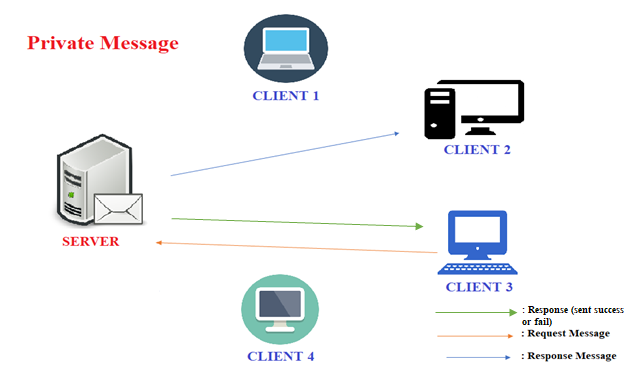 Private Message
CLIENT 1
CLIENT 2
SERVER
CLIENT 3
: Response (sent success
or fail)
: Request Message
CLIENT 4
: Response Message